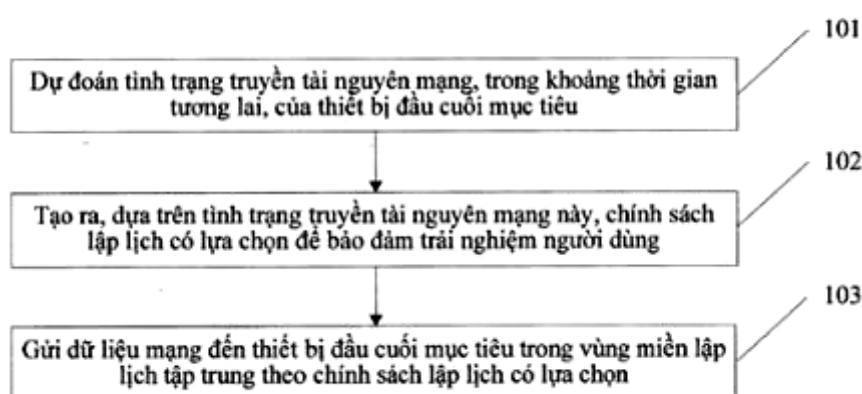 101
Dự đoán tình trạng truyền tài nguyên mạng, trong khoảng thời gian
tương lai, của thiết bị đầu cuối mục tiêu
102
Tạo ra, dựa trên tình trạng truyền tài nguyên mạng này, chính sách
lập lịch có lựa chọn để bảo đảm trải nghiệm người dùng
103
Gửi dữ liệu mạng đến thiết bị đầu cuối mục tiêu trong vùng miền lập
lịch tập trung theo chính sách lập lịch có lựa chọn